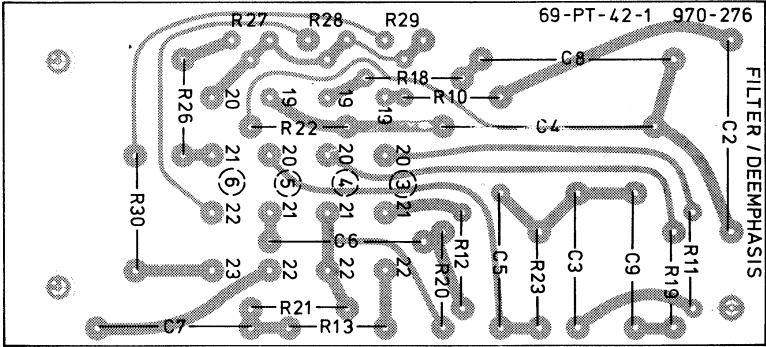 69-PT-42-1 970-276
R27 R28 R29
C8
R18
R10
20 19 19 19
R26
R22
C4
C2
FILTER / DEEMPHASIS
21 20 20 20
(6) (5) (4) (3)
22 21 21 21
R30
C6
R12
R20
C5
R23
C3
C9
R19
R11
23 22 22 22
R21
C7
R13